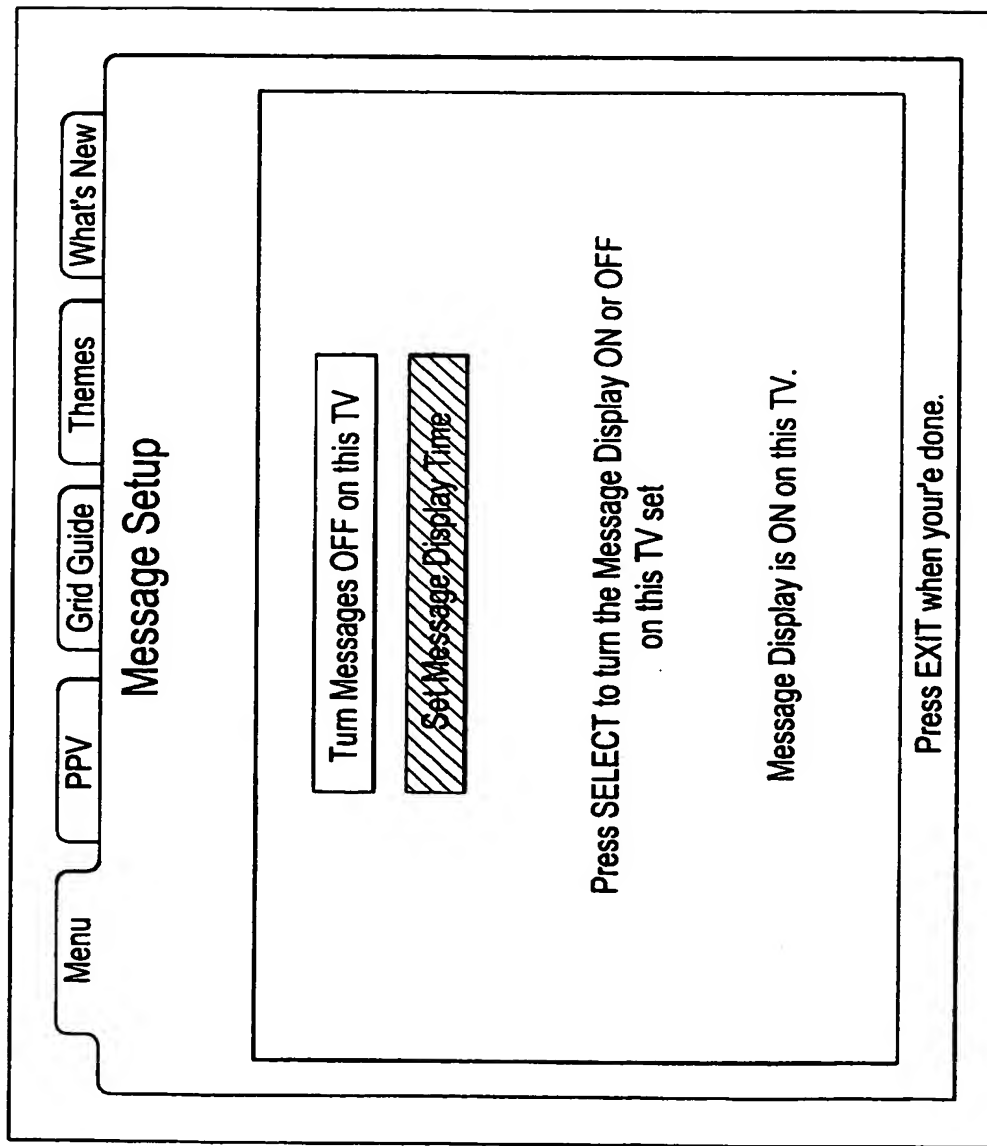 Menu
PPV
Grid Guide
Themes
What's New
Message Setup
Turn Messages OFF on this TV
Set Message Display Time
Press SELECT to turn the Message Display ON or OFF
on this TV set
Message Display is ON on this TV.
Press EXIT when your'e done.